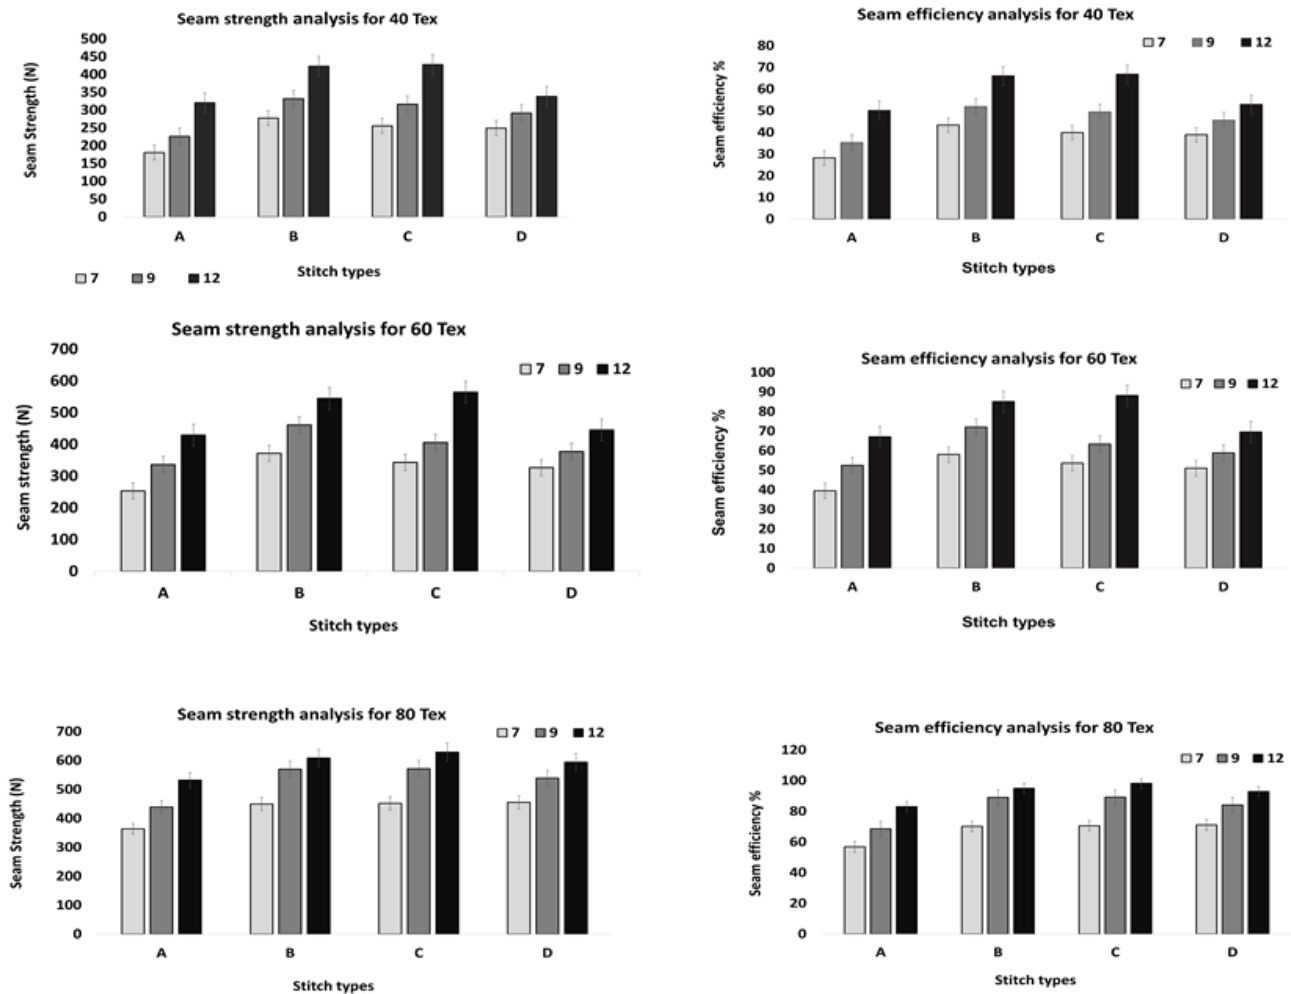 Seam strength analysis for 40 Tex
500
450
400
350
300
250
200
150
100
50
0
Seam Strength (N)
A B C D
Stitch types
7 9 12
Seam efficiency analysis for 40 Tex
7 9 12
80
70
60
50
40
30
20
10
0
Seam efficiency %
A B C D
Stitch types
Seam strength analysis for 60 Tex
7 9 12
700
600
500
400
300
200
100
0
Seam strength (N)
A B C D
Stitch types
Seam efficiency analysis for 60 Tex
7 9 12
100
90
80
70
60
50
40
30
20
10
0
Seam efficiency %
A B C D
Stitch types
Seam strength analysis for 80 Tex
7 9 12
700
600
500
400
300
200
100
0
Seam Strength (N)
A B C D
Stitch types
Seam efficiency analysis for 80 Tex
7 9 12
120
100
80
60
40
20
0
Seam efficiency %
A B C D
Stitch types